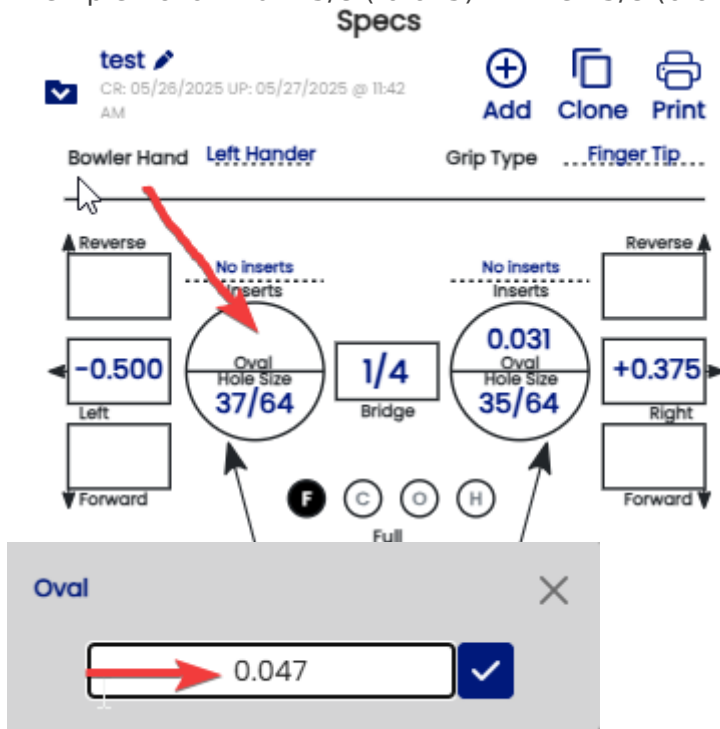 Specs
test
CR: 05/26/2025 UP: 05/27/2025 @ 11:42
AM
Add Clone Print
Bowler Hand Left Hander Grip Type Finger Tip
Reverse Reverse
No inserts No inserts
Inserts Inserts
0.031
-0.500 Oval 1/4 Oval +0.375
Hole Size Hole Size
37/64 35/64
Left Bridge Right
Forward F C O H Forward
Full
Oval
0.047